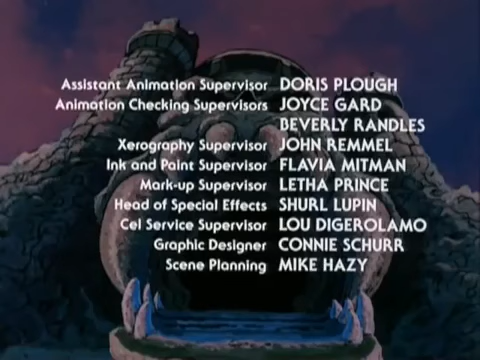 Assistant Animation Supervisor DORIS PLOUGH
Animation Checking Supervisors JOYCE GARD
BEVERLY RANDLES
Xerography Supervisor JOHN REMMEL
Ink and Paint Supervisor FLAVIA MITMAN
Mark-up Supervisor LETHA PRINCE
Head of Special Effects SHURL LUPIN
Cel Service Supervisor LOU DIGEROLAMO
Graphic Designer CONNIE SCHURR
Scene Planning MIKE HAZY